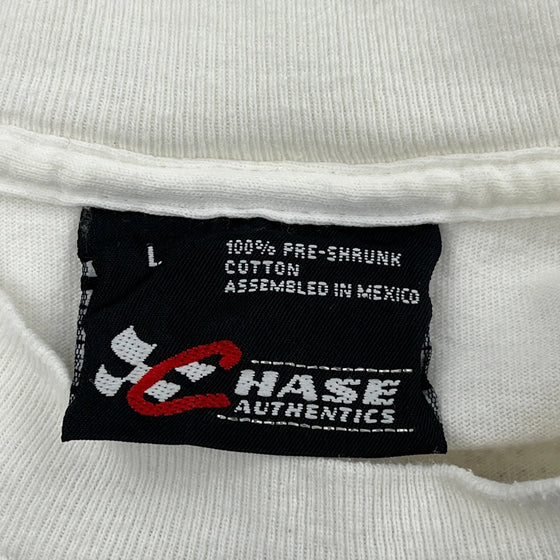 L
100% PRE-SHRUNK
COTTON
ASSEMBLED IN MEXICO
CHASE
AUTHENTICS